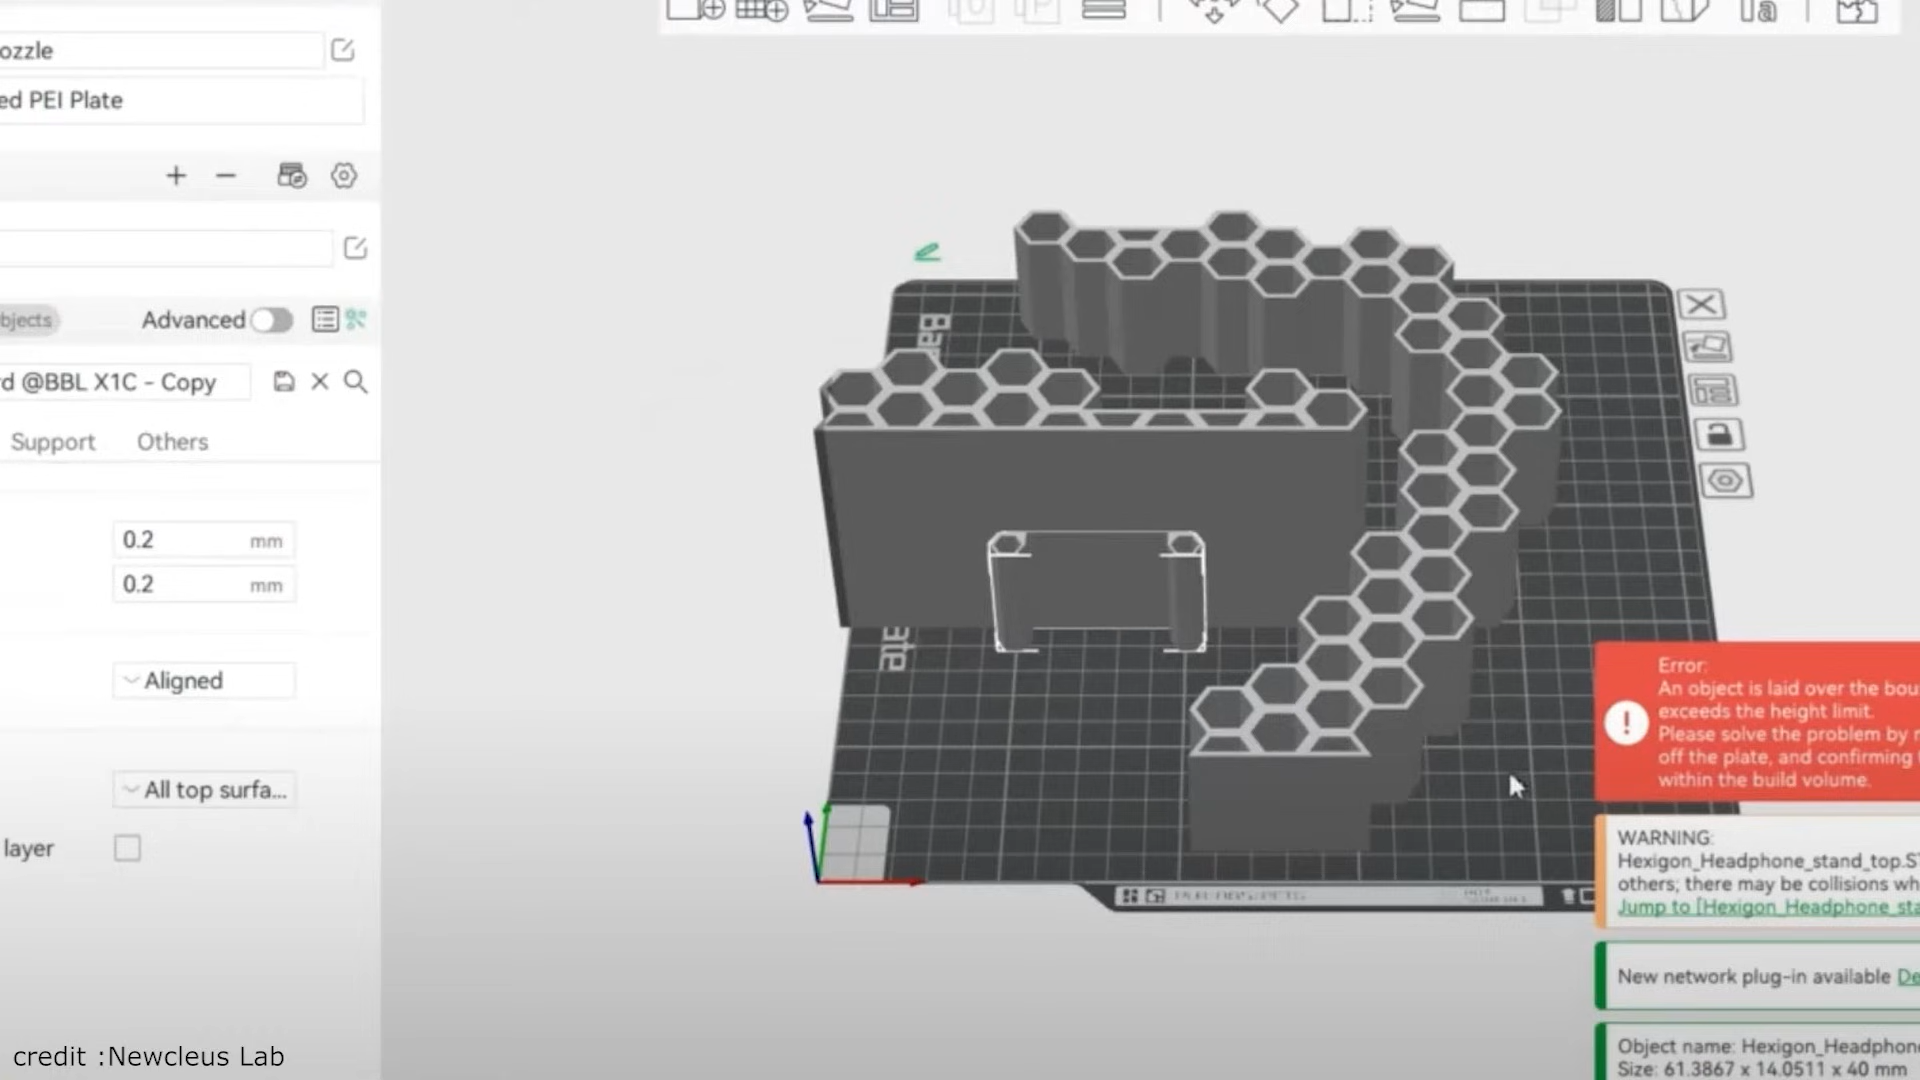 ozzle
ed PEI Plate
bjects
Advanced
rd @BBL X1C - Copy
Support Others
0.2 mm
0.2 mm
Aligned
All top surfa...
layer
Error:
An object is laid over the bou
exceeds the height limit.
Please solve the problem by
off the plate, and confirming
within the build volume.
WARNING:
Hexigon_Headphone_stand_top.S
others; there may be collisions wh
Jump to [Hexigon_Headphone_sta
New network plug-in available De
Object name: Hexigon_Headphon
Size: 61.3867 x 14.0511 x 40 mm
credit :Newcleus Lab